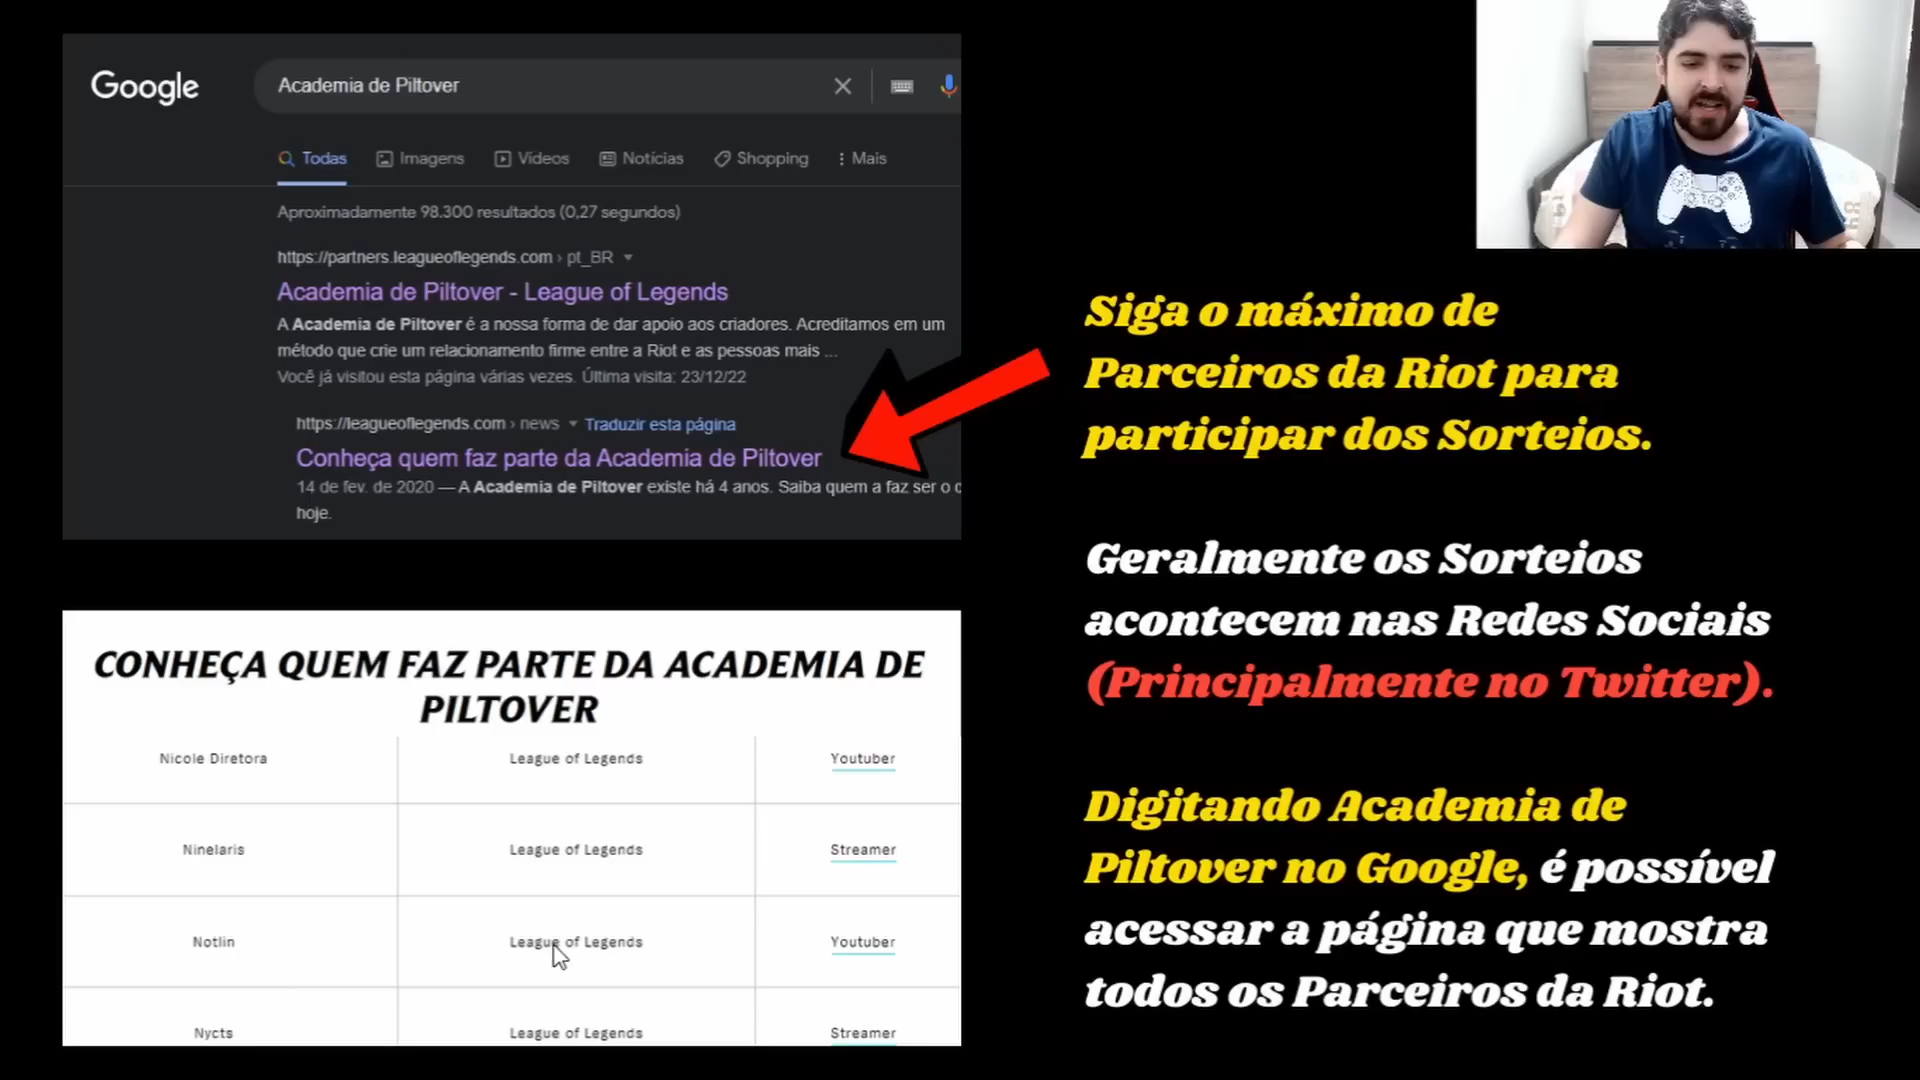 Google
Academia de Piltover
Todas Imagens Vídeos Notícias Shopping Mais
Aproximadamente 98.300 resultados (0,27 segundos)
https://partners.leagueoflegends.com › pt_BR
Academia de Piltover - League of Legends
A Academia de Piltover é a nossa forma de dar apoio aos criadores. Acreditamos em um
método que crie um relacionamento firme entre a Riot e as pessoas mais ...
Você já visitou esta página várias vezes. Última visita: 23/12/22
https://leagueoflegends.com › news Traduzir esta página
Conheça quem faz parte da Academia de Piltover
14 de fev. de 2020 — A Academia de Piltover existe há 4 anos. Saiba quem a faz ser o
hoje.
CONHEÇA QUEM FAZ PARTE DA ACADEMIA DE
PILTOVER
Nicole Diretora League of Legends Youtuber
Ninelaris League of Legends Streamer
Notlin League of Legends Youtuber
Nycts League of Legends Streamer
Siga o máximo de
Parceiros da Riot para
participar dos Sorteios.
Geralmente os Sorteios
acontecem nas Redes Sociais
(Principalmente no Twitter).
Digitando Academia de
Piltover no Google, é possível
acessar a página que mostra
todos os Parceiros da Riot.